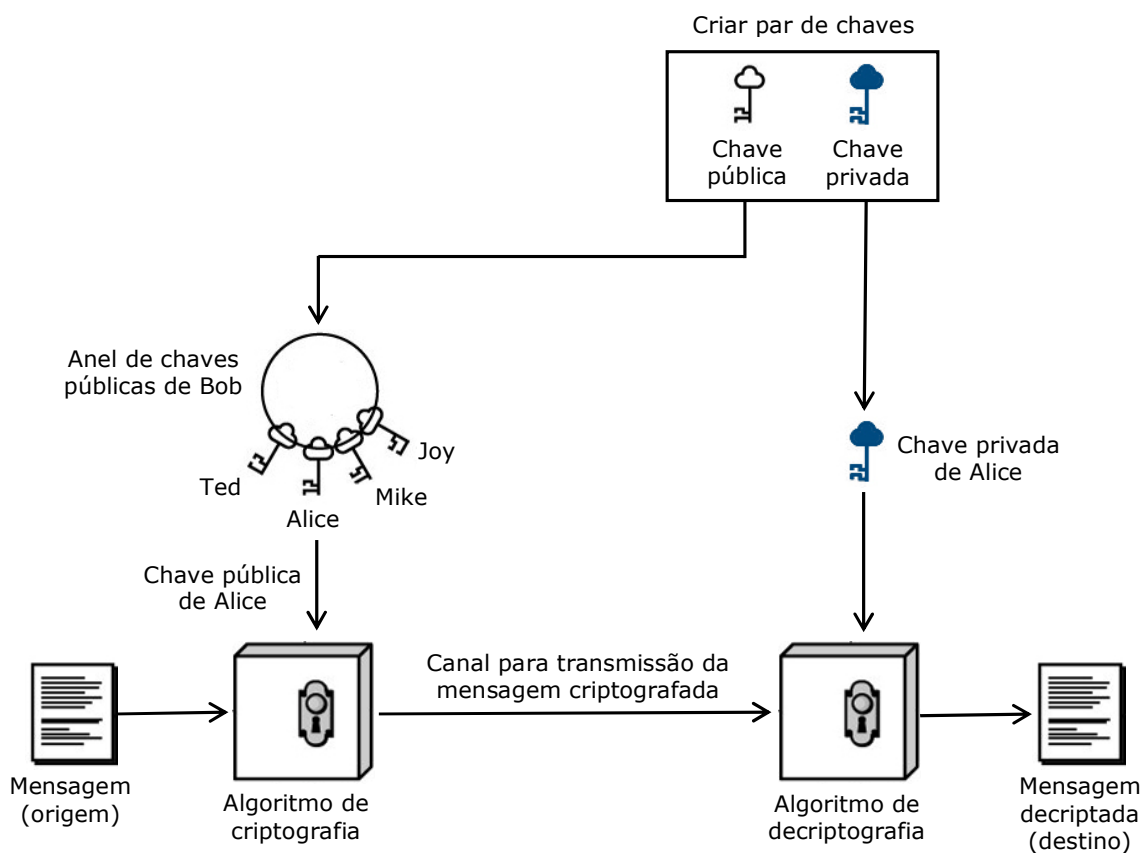 Criar par de chaves
Chave
pública
Chave
privada
Anel de chaves
públicas de Bob
Joy
Ted
Mike
Alice
Chave privada
de Alice
Chave pública
de Alice
Canal para transmissão da
mensagem criptografada
Mensagem
(origem)
Algoritmo de
criptografia
Algoritmo de
decriptografia
Mensagem
decriptada
(destino)